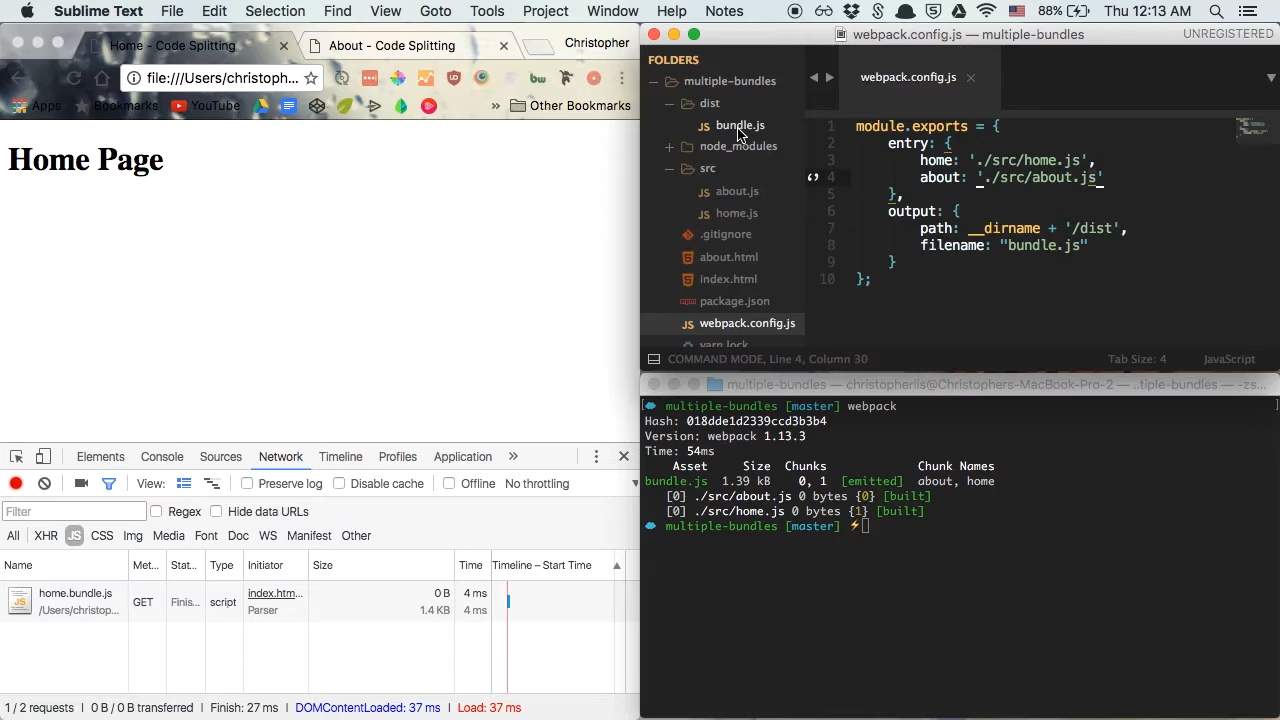 Sublime Text File Edit Selection Find View Goto Tools Project Window Help Notes 88% Thu 12:13 AM
Home - Code Splitting About - Code Splitting Christopher
file:///Users/christoph...
bw
Apps Bookmarks YouTube » Other Bookmarks
Home Page
webpack.config.js — multiple-bundles UNREGISTERED
FOLDERS
multiple-bundles
dist
JS bundle.js
node_modules
src
JS about.js
JS home.js
.gitignore
about.html
index.html
package.json
JS webpack.config.js
yarn.lock
webpack.config.js
1 module.exports = {
2 entry: {
3 home: './src/home.js',
4 about: './src/about.js'
5 },
6 output: {
7 path: __dirname + '/dist',
8 filename: "bundle.js"
9 }
10 };
COMMAND MODE, Line 4, Column 30 Tab Size: 4 JavaScript
multiple-bundles — christopherlis@Christophers-MacBook-Pro-2 — ..tiple-bundles — -zs...
multiple-bundles [master] webpack
Hash: 018dde1d2339ccd3b3b4
Version: webpack 1.13.3
Time: 54ms
Asset Size Chunks Chunk Names
bundle.js 1.39 kB 0, 1 [emitted] about, home
[0] ./src/about.js 0 bytes {0} [built]
[0] ./src/home.js 0 bytes {1} [built]
multiple-bundles [master]
Elements Console Sources Network Timeline Profiles Application »
View: Preserve log Disable cache Offline No throttling
Filter Regex Hide data URLs
All XHR JS CSS Img Media Font Doc WS Manifest Other
Name Met... Stat... Type Initiator Size Time Timeline – Start Time
JS home.bundle.js GET Finis... script index.htm... 0 B 4 ms
/Users/christop... Parser 1.4 KB 4 ms
1 / 2 requests | 0 B / 0 B transferred | Finish: 27 ms | DOMContentLoaded: 37 ms | Load: 37 ms